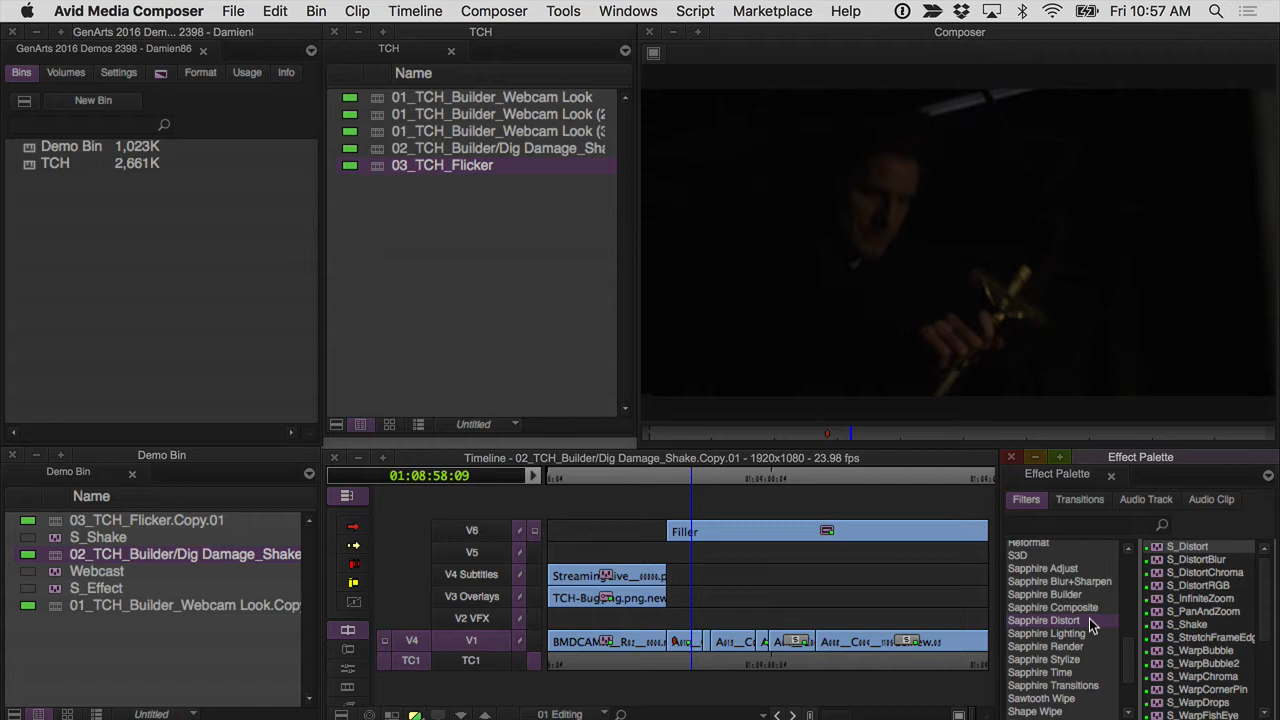 Avid Media Composer File Edit Bin Clip Timeline Composer Tools Windows Script Marketplace Help Fri 10:57 AM
GenArts 2016 Demos 2398 - Damien
GenArts 2016 Demos 2398 - Damien86
Bins Volumes Settings Format Usage Info
New Bin
Demo Bin 1,023K
TCH 2,661K
TCH
TCH
Name
01_TCH_Builder_Webcam Look
01_TCH_Builder_Webcam Look (2
01_TCH_Builder_Webcam Look (3
02_TCH_Builder/Dig Damage_Sha
03_TCH_Flicker
Untitled
Composer
Demo Bin
Demo Bin
Name
03_TCH_Flicker.Copy.01
S_Shake
02_TCH_Builder/Dig Damage_Shake
Webcast
S_Effect
01_TCH_Builder_Webcam Look.Copy
Untitled
Timeline - 02_TCH_Builder/Dig Damage_Shake.Copy.01 - 1920x1080 - 23.98 fps
01:08:58:09
V6 Filler
V5
V4 Subtitles
V3 Overlays TCH-Bug
V2 VFX
V4 V1
TC1 TC1
01 Editing
Effect Palette
Effect Palette
Filters Transitions Audio Track Audio Clip
Reformat
S3D
Sapphire Adjust
Sapphire Blur+Sharpen
Sapphire Builder
Sapphire Composite
Sapphire Distort
Sapphire Lighting
Sapphire Render
Sapphire Stylize
Sapphire Time
Sapphire Transitions
Sawtooth Wipe
Shape Wipe
S_Distort
S_DistortBlur
S_DistortChroma
S_DistortRGB
S_InfiniteZoom
S_PanAndZoom
S_Shake
S_StretchFrameEdg
S_WarpBubble
S_WarpBubble2
S_WarpChroma
S_WarpCornerPin
S_WarpDrops
S_WarpFishEye